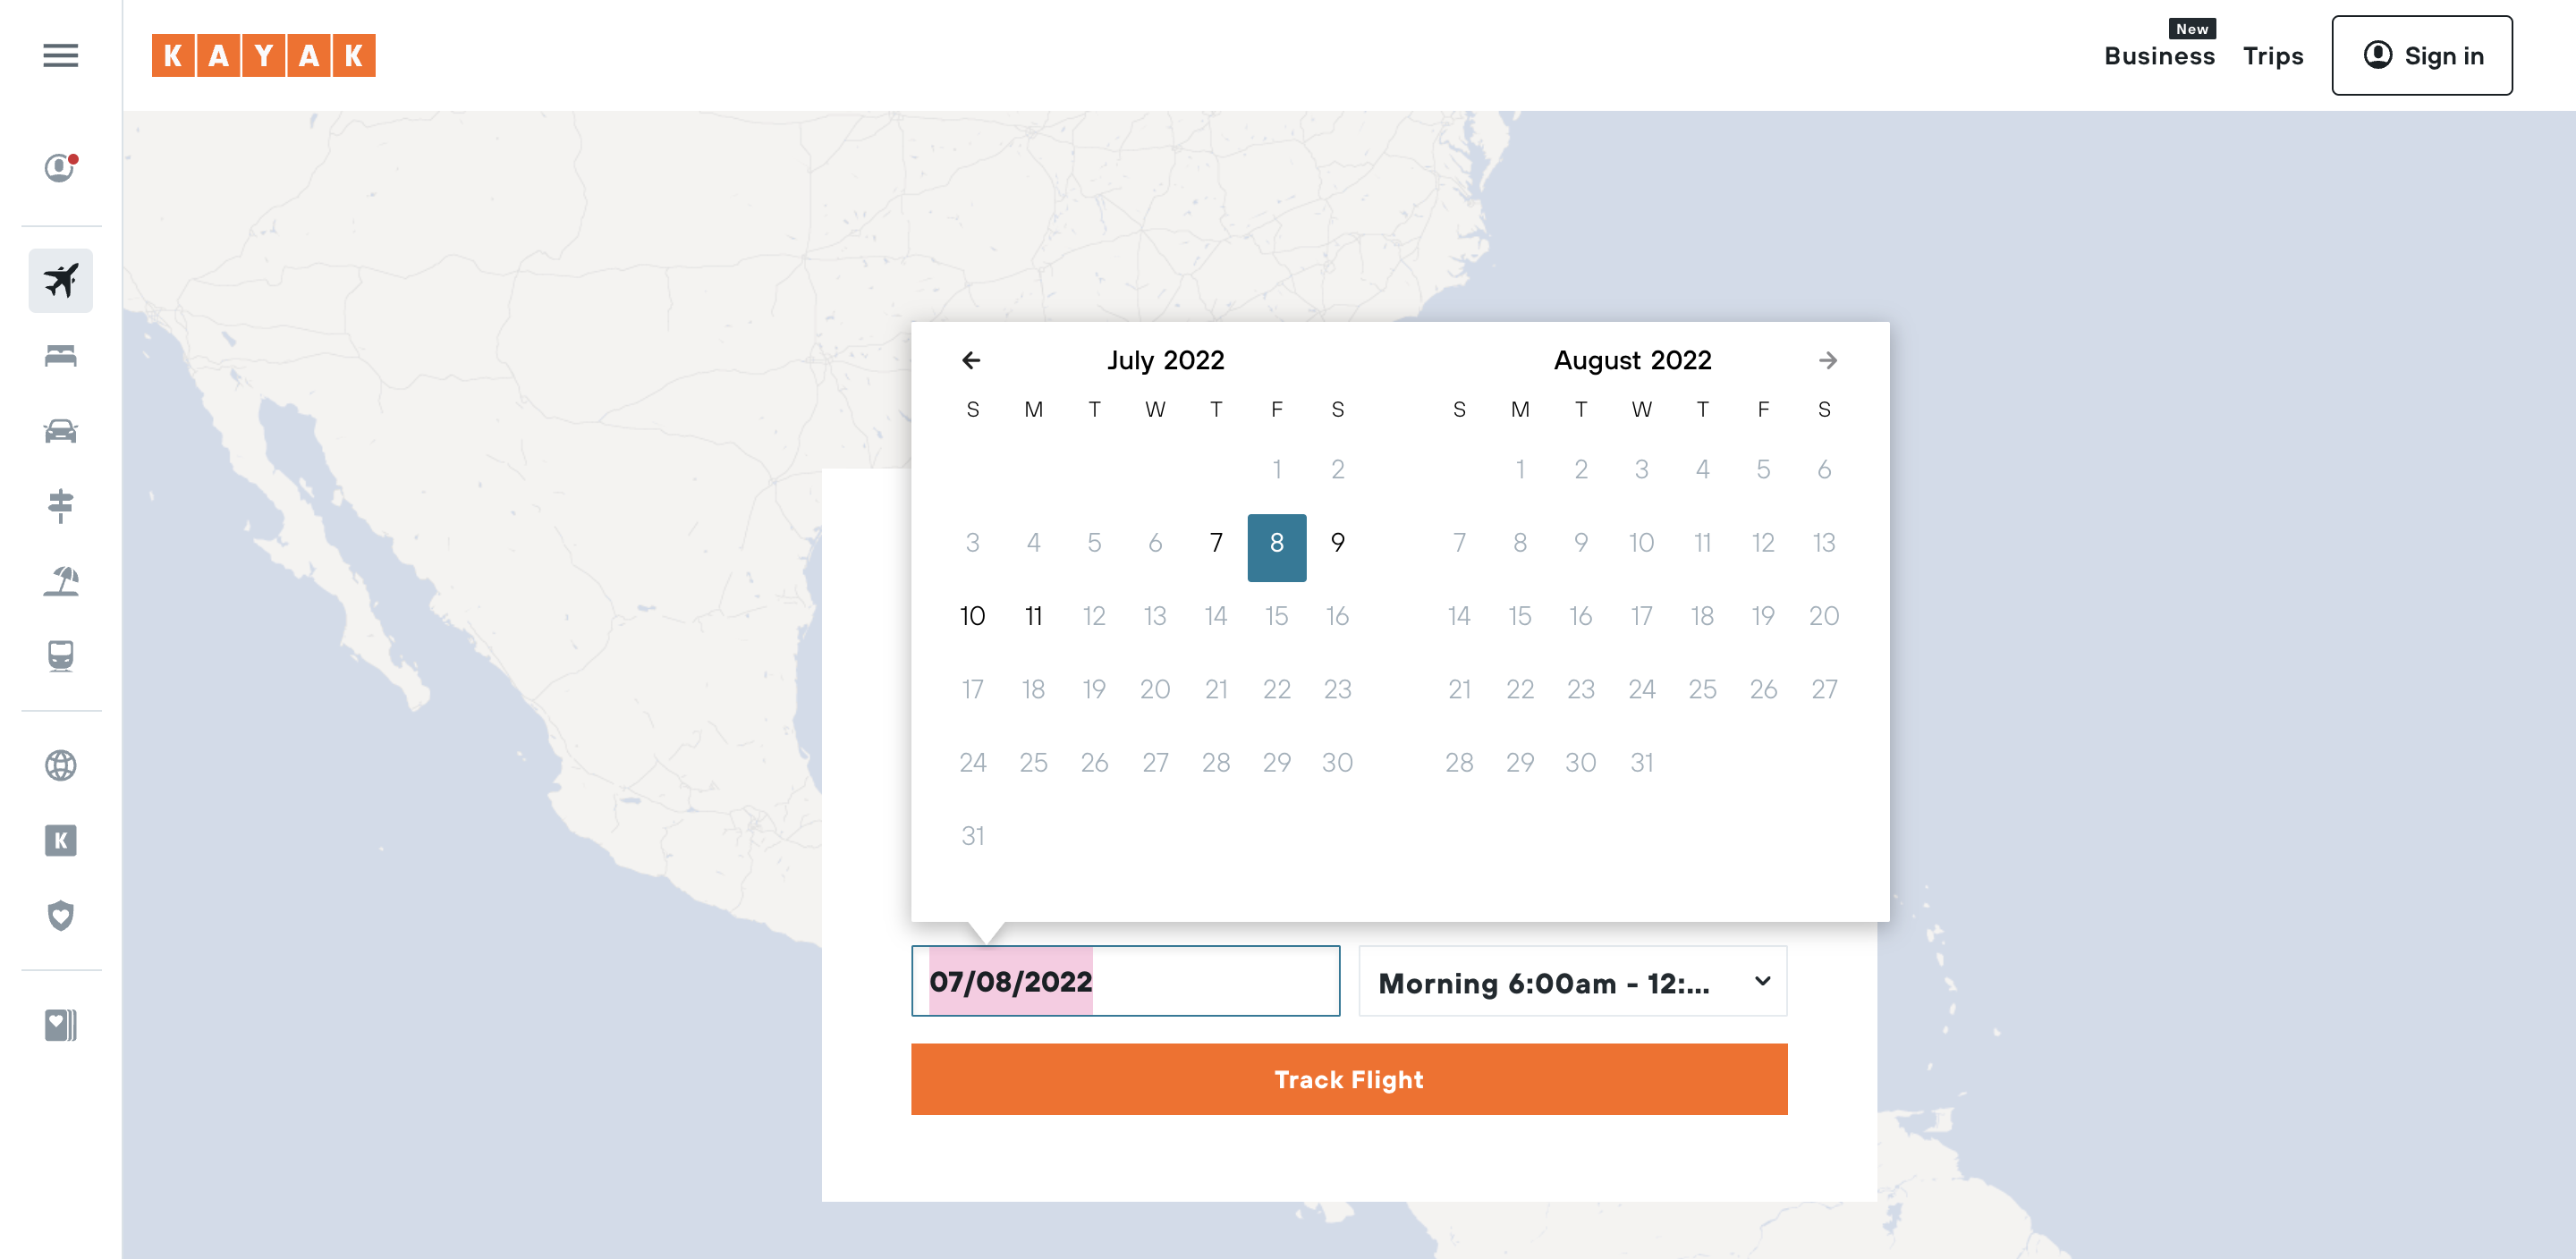 KAYAK
New
Business Trips Sign in
July 2022
S M T W T F S
1 2
3 4 5 6 7 8 9
10 11 12 13 14 15 16
17 18 19 20 21 22 23
24 25 26 27 28 29 30
31
August 2022
S M T W T F S
1 2 3 4 5 6
7 8 9 10 11 12 13
14 15 16 17 18 19 20
21 22 23 24 25 26 27
28 29 30 31
K
07/08/2022
Morning 6:00am - 12:...
Track Flight